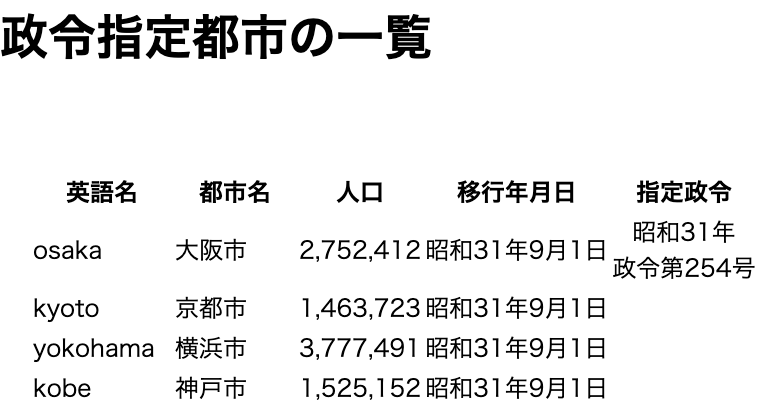 政令指定都市の一覧
英語名 都市名 人口 移行年月日 指定政令
osaka 大阪市 2,752,412 昭和31年9月1日 昭和31年
政令第254号
kyoto 京都市 1,463,723 昭和31年9月1日
yokohama 横浜市 3,777,491 昭和31年9月1日
kobe 神戸市 1,525,152 昭和31年9月1日